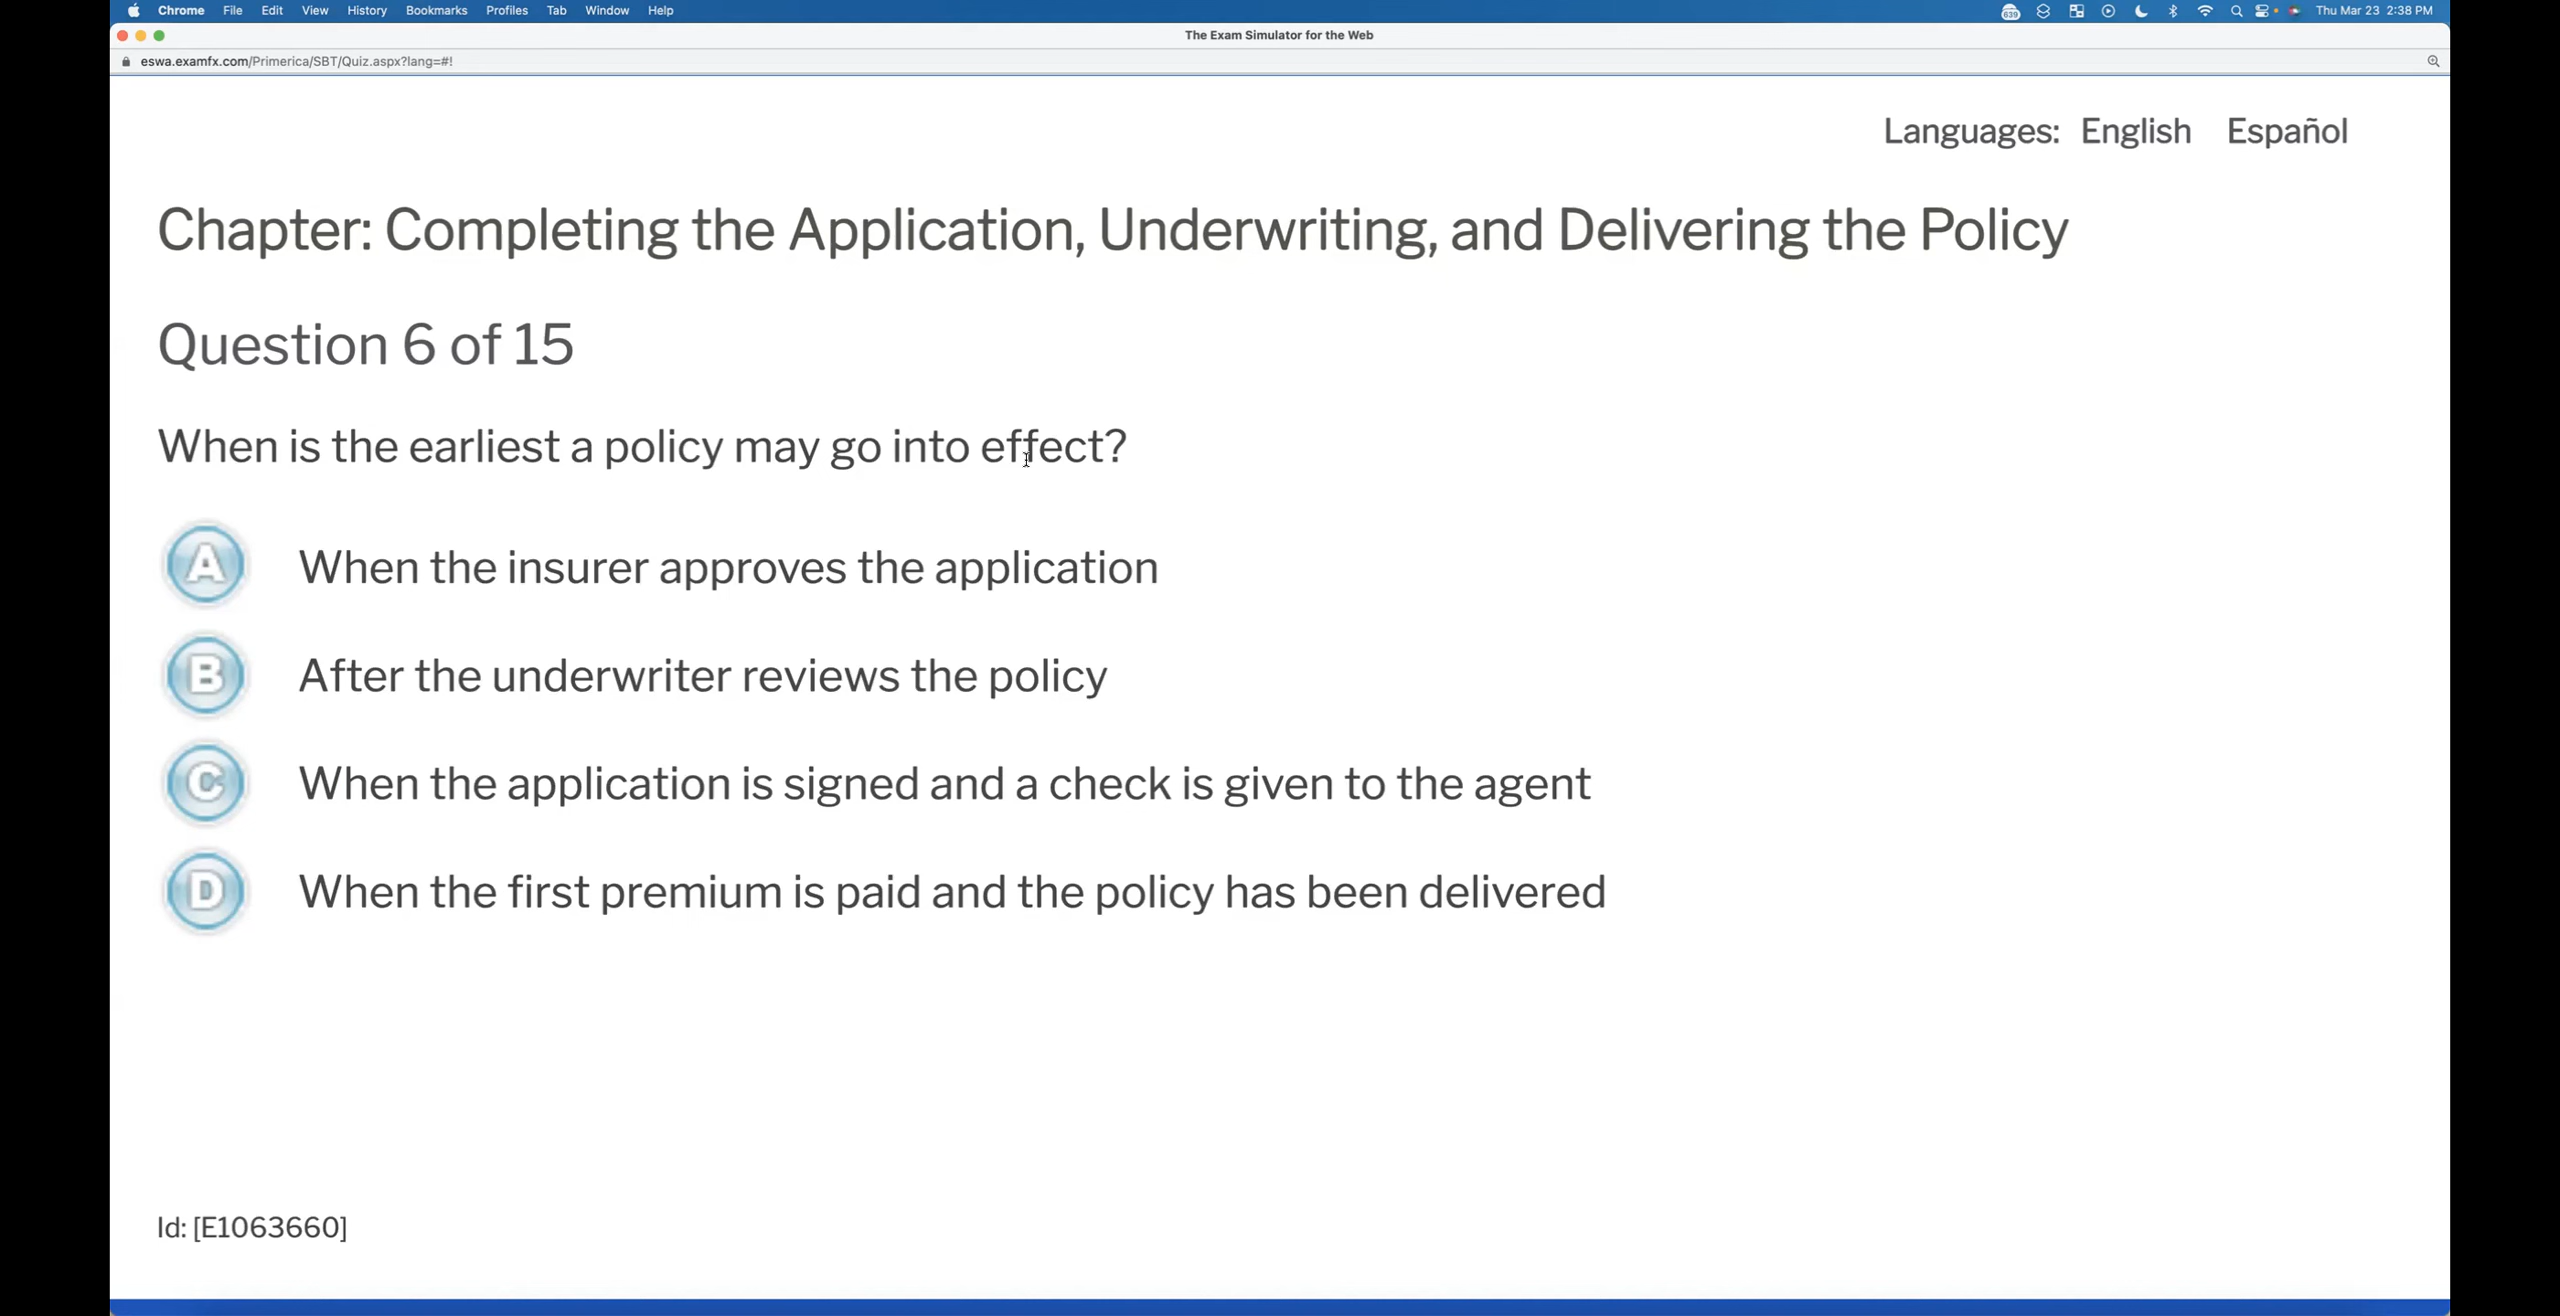 Chrome File Edit View History Bookmarks Profiles Tab Window Help 639 Thu Mar 23 2:38 PM
The Exam Simulator for the Web
eswa.examfx.com/Primerica/SBT/Quiz.aspx?lang=#!
Languages: English Español
Chapter: Completing the Application, Underwriting, and Delivering the Policy
Question 6 of 15
When is the earliest a policy may go into effect?
A When the insurer approves the application
B After the underwriter reviews the policy
C When the application is signed and a check is given to the agent
D When the first premium is paid and the policy has been delivered
Id: [E1063660]